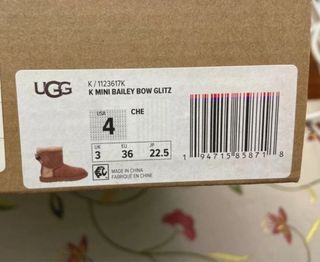 UGG
K / 1123617K
K MINI BAILEY BOW GLITZ
USA
4
CHE
UK EU JP
3 36 22.5
MADE IN CHINA
FABRIQUÉ EN CHINE
1 94715 85871 8